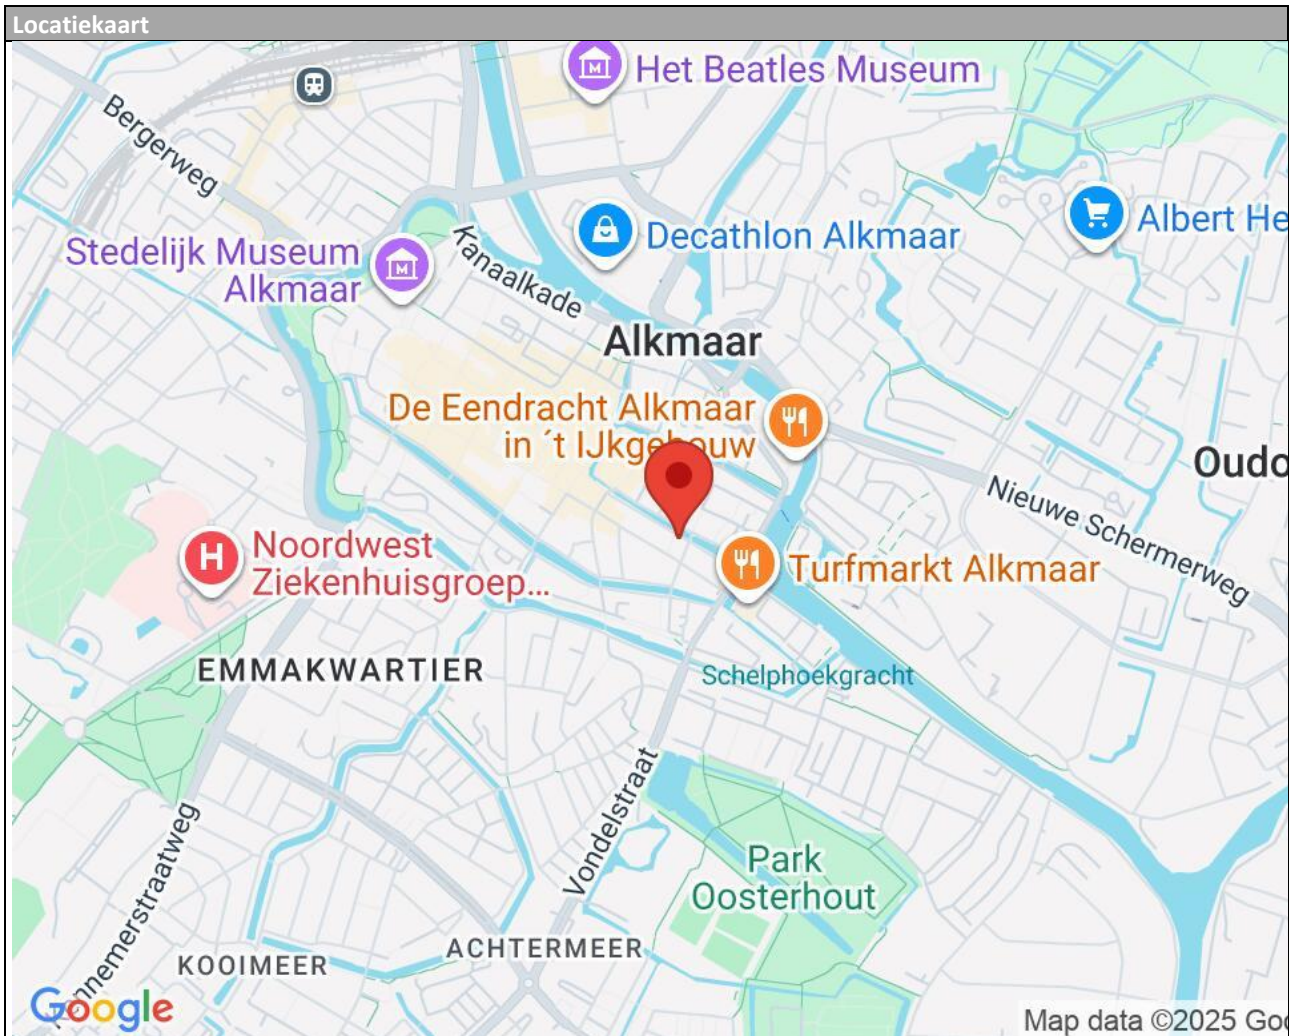 Locatiekaart
Het Beatles Museum
Bergerweg
Albert He
Stedelijk Museum
Alkmaar
Kanaalkade
Decathlon Alkmaar
Alkmaar
De Eendracht Alkmaar
in ´t IJkgebouw
Oudo
Nieuwe Schermerweg
Noordwest
Ziekenhuisgroep...
Turfmarkt Alkmaar
EMMAKWARTIER
Schelphoekgracht
Vondelstraat
Park
Oosterhout
nnemerstraatweg
ACHTERMEER
KOOIMEER
Google
Map data ©2025 Goo